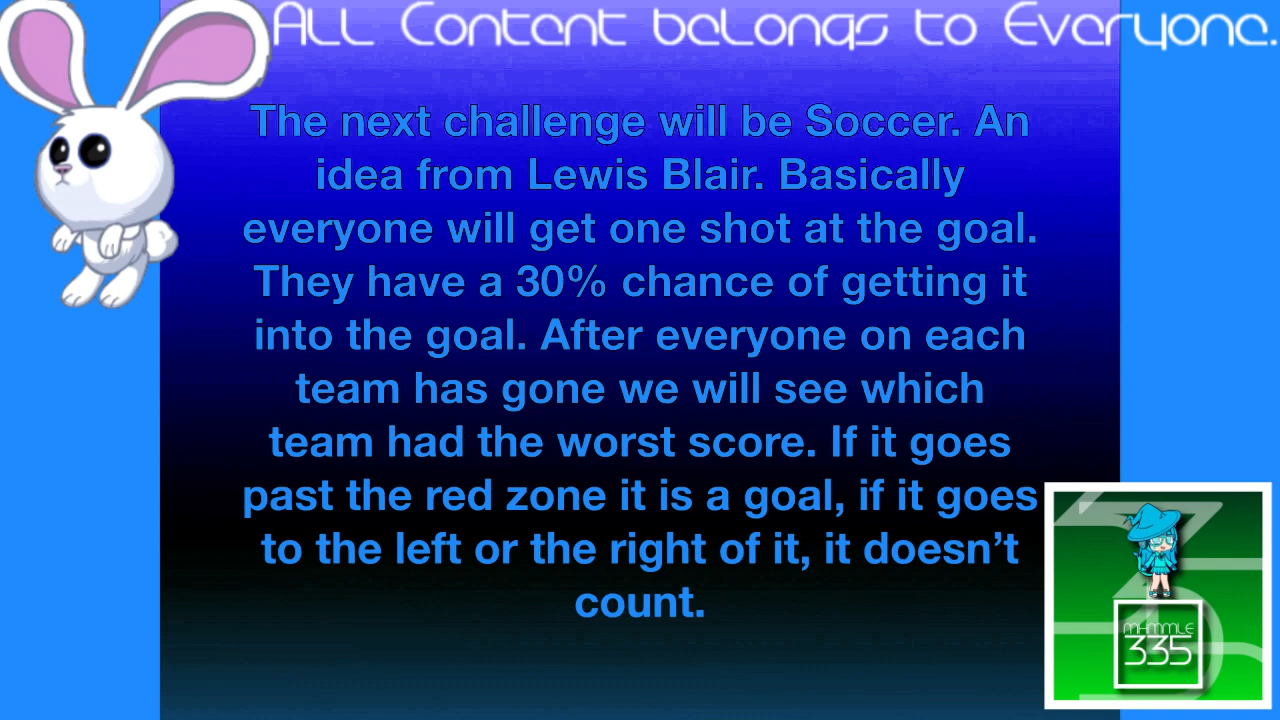 ALL Content belongs to Everyone.
The next challenge will be Soccer. An
idea from Lewis Blair. Basically
everyone will get one shot at the goal.
They have a 30% chance of getting it
into the goal. After everyone on each
team has gone we will see which
team had the worst score. If it goes
past the red zone it is a goal, if it goes
to the left or the right of it, it doesn’t
count.
335